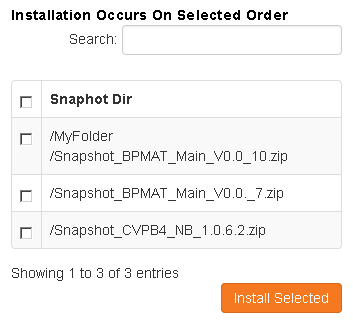 Installation Occurs On Selected Order
Search:
Snaphot Dir
/MyFolder
/Snapshot_BPMAT_Main_V0.0_10.zip
/Snapshot_BPMAT_Main_V0.0._7.zip
/Snapshot_CVPB4_NB_1.0.6.2.zip
Showing 1 to 3 of 3 entries
Install Selected